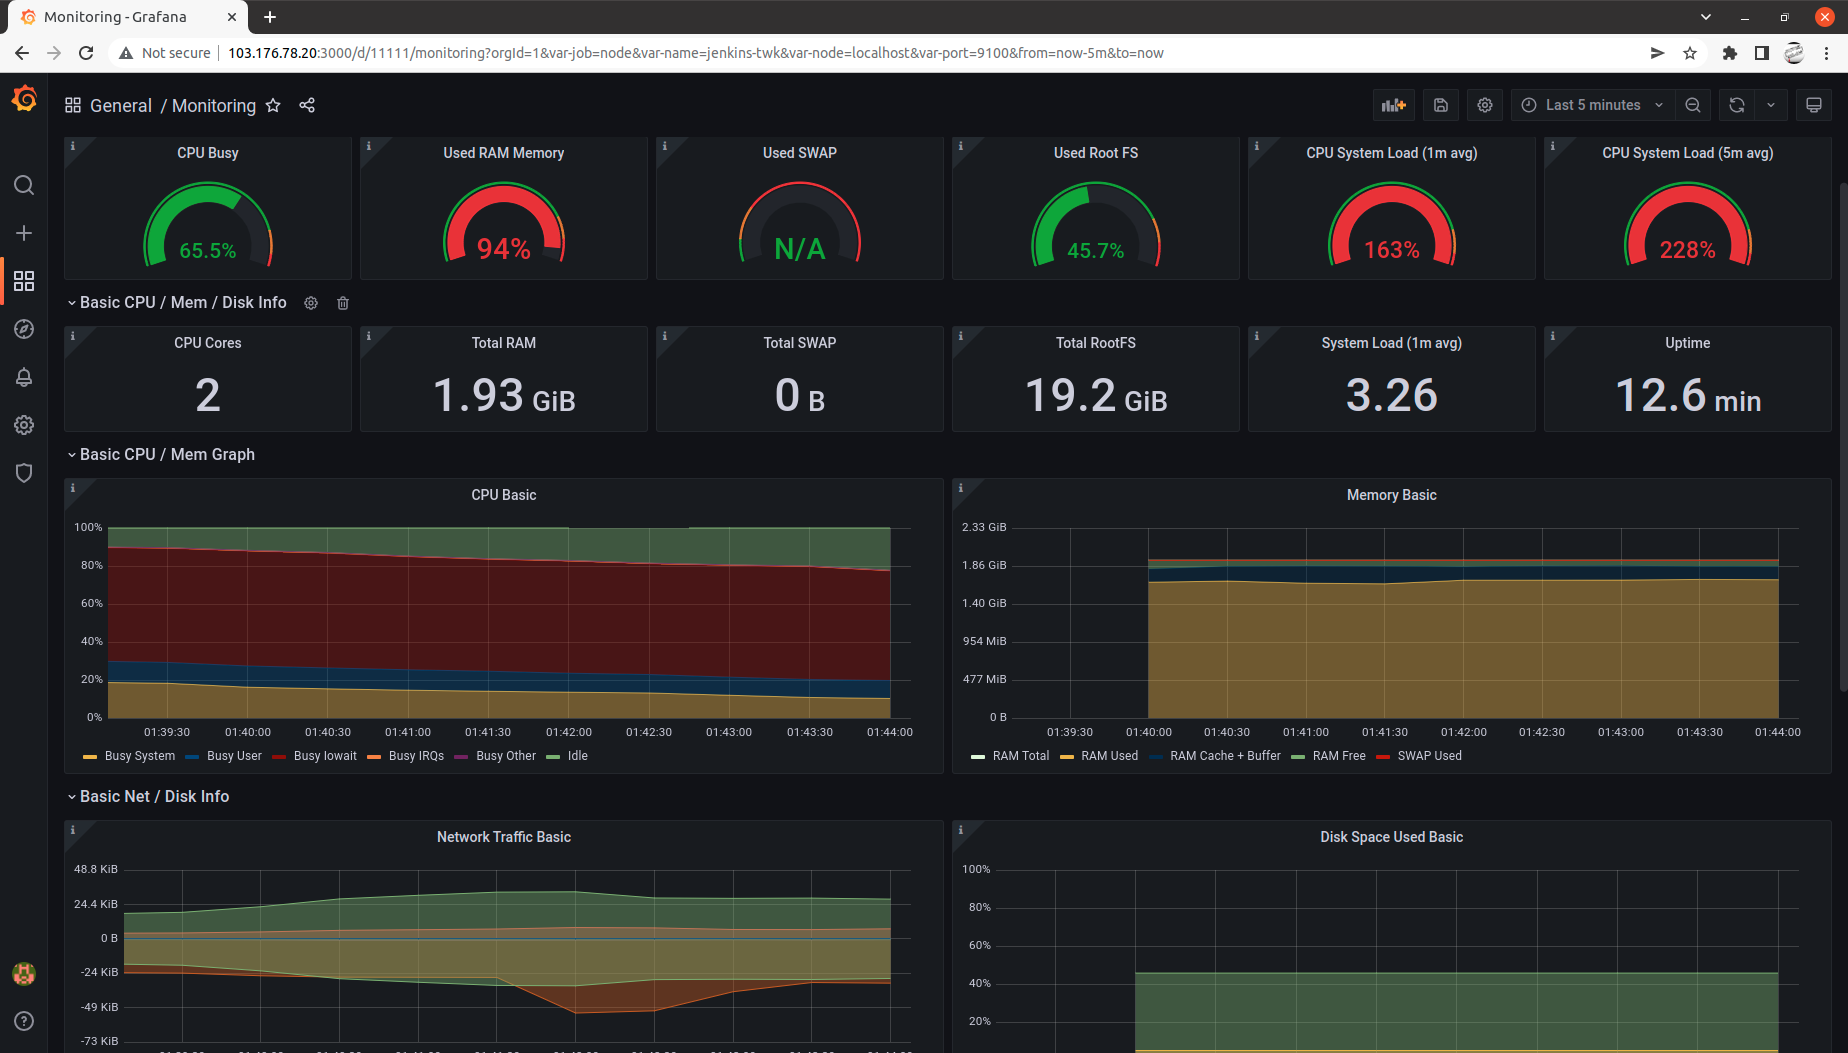 Monitoring - Grafana
Not secure 103.176.78.20:3000/d/11111/monitoring?orgId=1&var-job=node&var-name=jenkins-twk&var-node=localhost&var-port=9100&from=now-5m&to=now
General / Monitoring
Last 5 minutes
CPU Busy
65.5%
Used RAM Memory
94%
Used SWAP
N/A
Used Root FS
45.7%
CPU System Load (1m avg)
163%
CPU System Load (5m avg)
228%
Basic CPU / Mem / Disk Info
CPU Cores
2
Total RAM
1.93 GiB
Total SWAP
0 B
Total RootFS
19.2 GiB
System Load (1m avg)
3.26
Uptime
12.6 min
Basic CPU / Mem Graph
CPU Basic
100%
80%
60%
40%
20%
0%
01:39:30 01:40:00 01:40:30 01:41:00 01:41:30 01:42:00 01:42:30 01:43:00 01:43:30 01:44:00
Busy System Busy User Busy Iowait Busy IRQs Busy Other Idle
Memory Basic
2.33 GiB
1.86 GiB
1.40 GiB
954 MiB
477 MiB
0 B
01:39:30 01:40:00 01:40:30 01:41:00 01:41:30 01:42:00 01:42:30 01:43:00 01:43:30 01:44:00
RAM Total RAM Used RAM Cache + Buffer RAM Free SWAP Used
Basic Net / Disk Info
Network Traffic Basic
48.8 KiB
24.4 KiB
0 B
-24 KiB
-49 KiB
-73 KiB
Disk Space Used Basic
100%
80%
60%
40%
20%